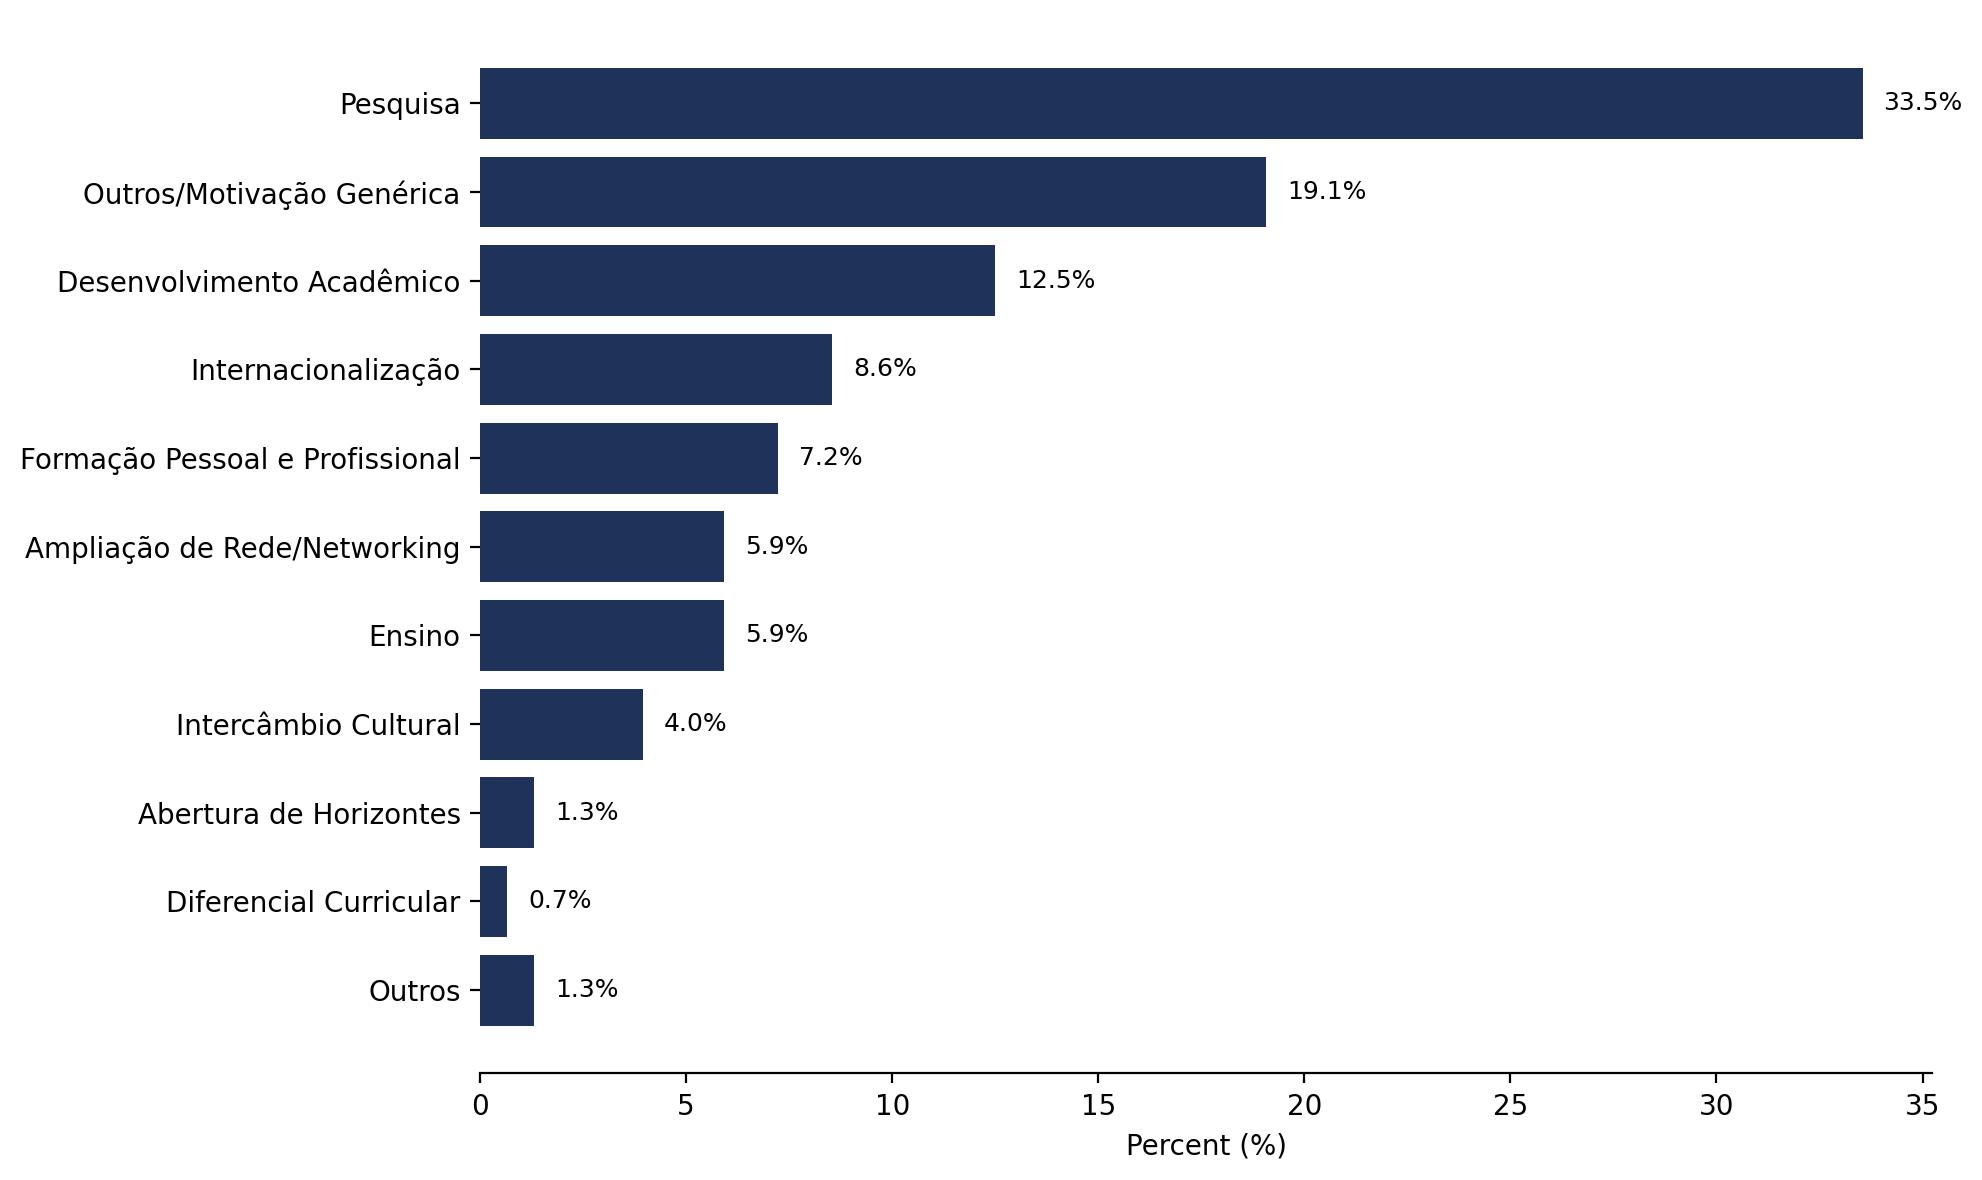 Pesquisa 33.5%
Outros/Motivação Genérica 19.1%
Desenvolvimento Acadêmico 12.5%
Internacionalização 8.6%
Formação Pessoal e Profissional 7.2%
Ampliação de Rede/Networking 5.9%
Ensino 5.9%
Intercâmbio Cultural 4.0%
Abertura de Horizontes 1.3%
Diferencial Curricular 0.7%
Outros 1.3%
0 5 10 15 20 25 30 35
Percent (%)